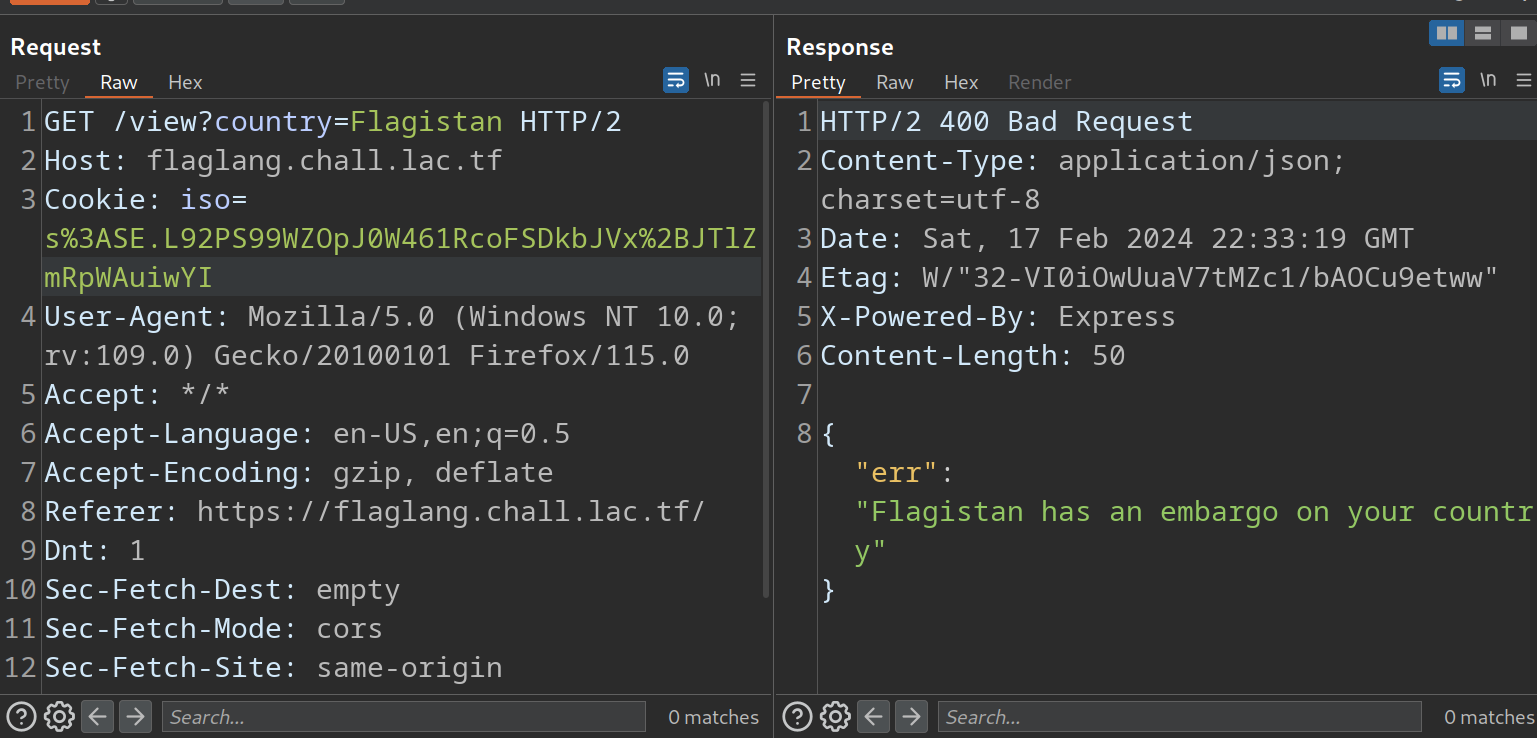 Request
Pretty Raw Hex
\n
1 GET /view?country=Flagistan HTTP/2
2 Host: flaglang.chall.lac.tf
3 Cookie: iso=
s%3ASE.L92PS99WZOpJ0W461RcoFSDkbJVx%2BJTlZ
mRpWAuiwYI
4 User-Agent: Mozilla/5.0 (Windows NT 10.0;
rv:109.0) Gecko/20100101 Firefox/115.0
5 Accept: */*
6 Accept-Language: en-US,en;q=0.5
7 Accept-Encoding: gzip, deflate
8 Referer: https://flaglang.chall.lac.tf/
9 Dnt: 1
10 Sec-Fetch-Dest: empty
11 Sec-Fetch-Mode: cors
12 Sec-Fetch-Site: same-origin
Search...
0 matches
Response
Pretty Raw Hex Render
\n
1 HTTP/2 400 Bad Request
2 Content-Type: application/json;
charset=utf-8
3 Date: Sat, 17 Feb 2024 22:33:19 GMT
4 Etag: W/"32-VI0iOwUuaV7tMZc1/bAOCu9etww"
5 X-Powered-By: Express
6 Content-Length: 50
7
8 {
"err":
"Flagistan has an embargo on your countr
y"
}
Search...
0 matches